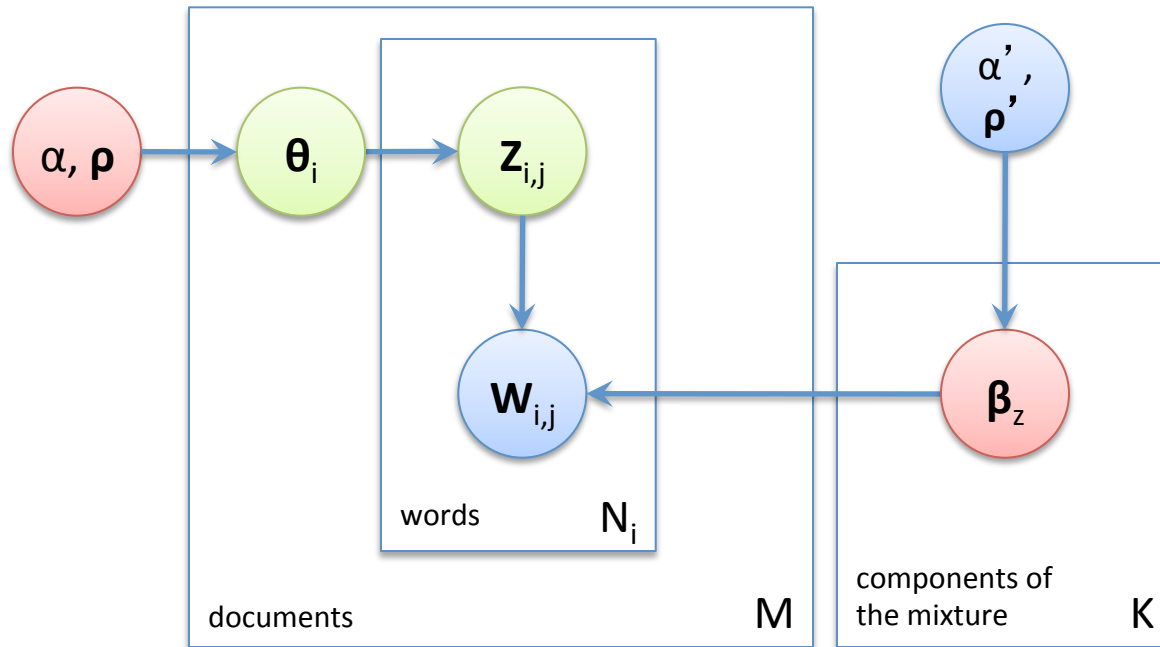 α, ρ
θi
Zi,j
α’ ,
ρ’
Wi,j
βz
words
Ni
documents
M
components of
the mixture
K